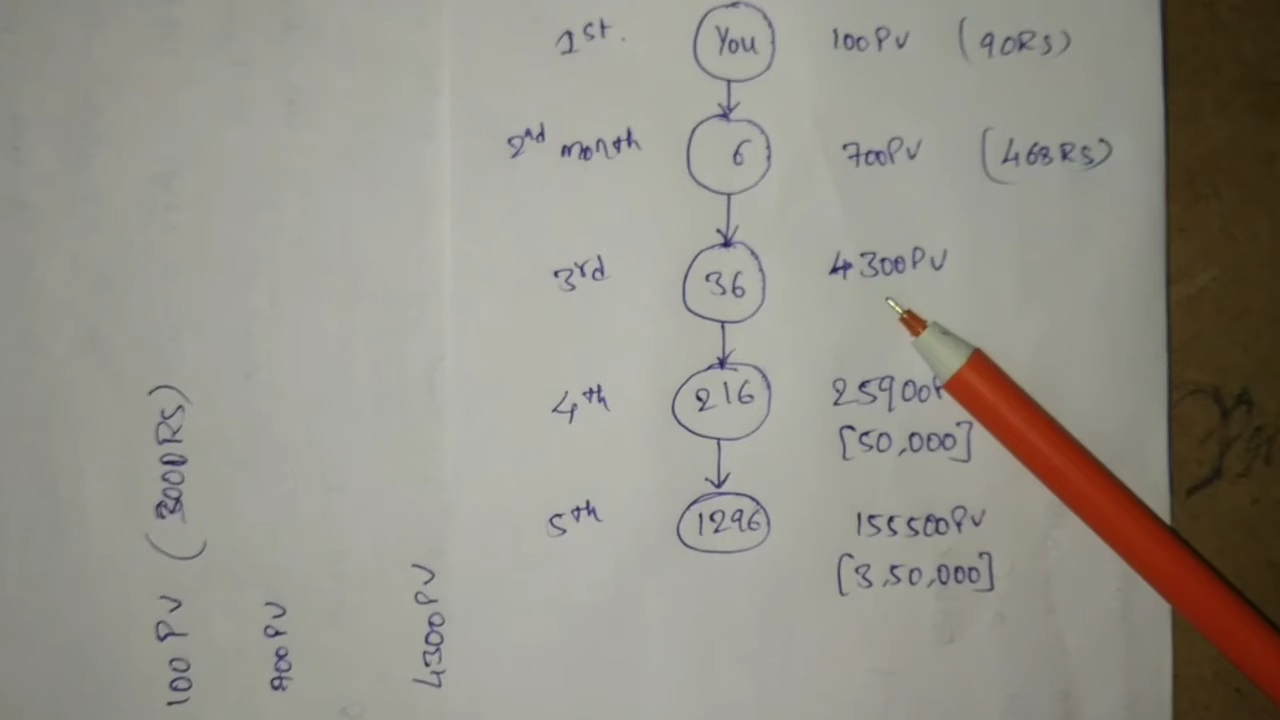 1st. You 100PV (90RS)
2nd month 6 700PV (468RS)
3rd 36 4300PV
4th 216 25900P
[50,000]
5th 1296 155500PV
[3,50,000]
100 PV (3000RS)
4300PV